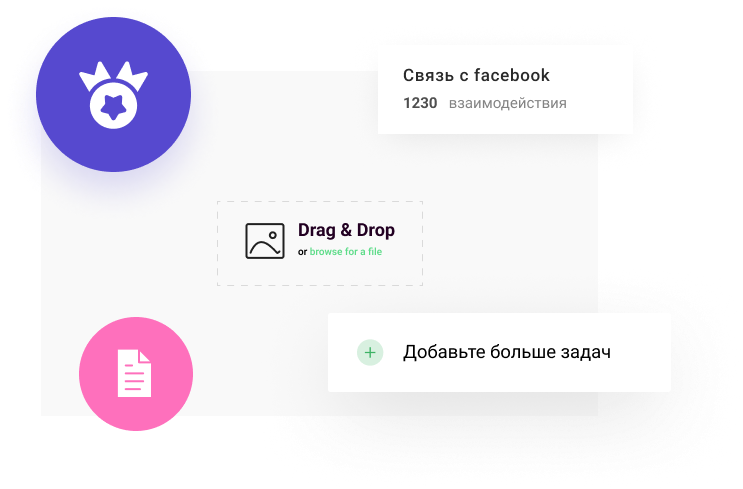 Связь с facebook
1230 взаимодействия
Drag & Drop
or browse for a file
Добавьте больше задач